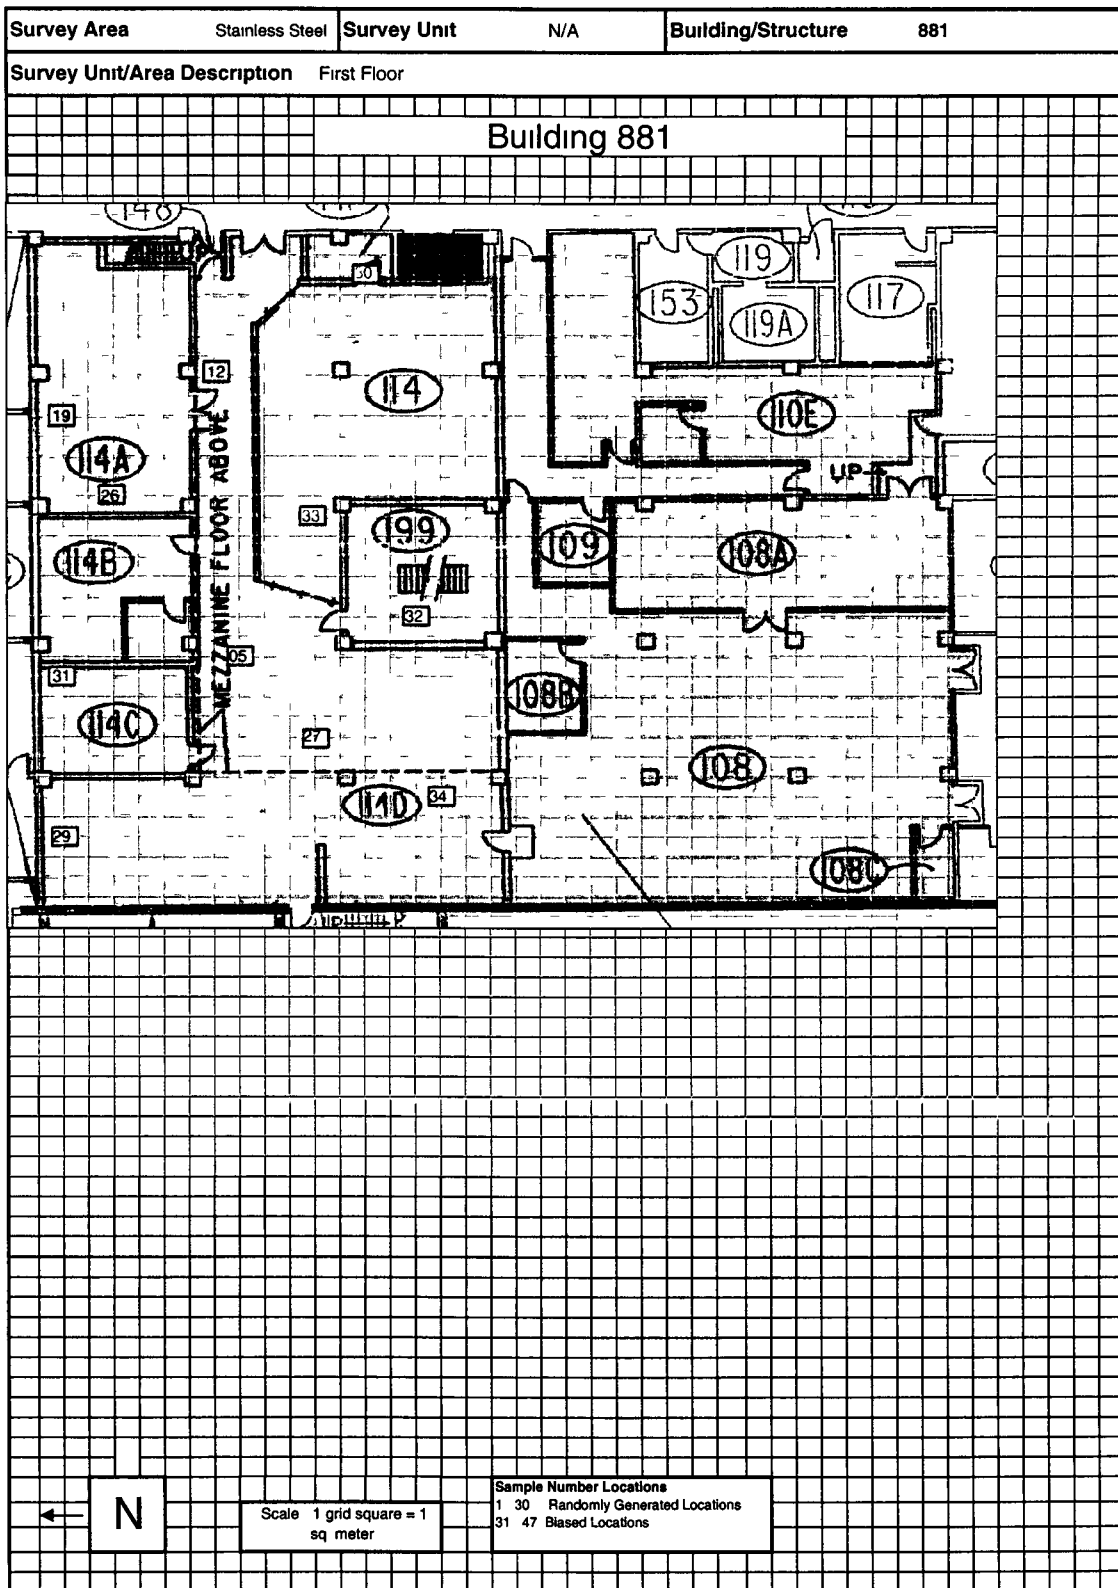 Survey Area Stainless Steel Survey Unit N/A Building/Structure 881
Survey Unit/Area Description First Floor
Building 881
148
119
153
117
119A
30
12
114
110E
19
114A
UP
26
33
199
109
108A
114B
MEZZANINE FLOOR ABOVE
32
05
31
108B
114C
27
108
34
114D
29
108C
N
Scale 1 grid square = 1
sq meter
Sample Number Locations
1 30 Randomly Generated Locations
31 47 Biased Locations